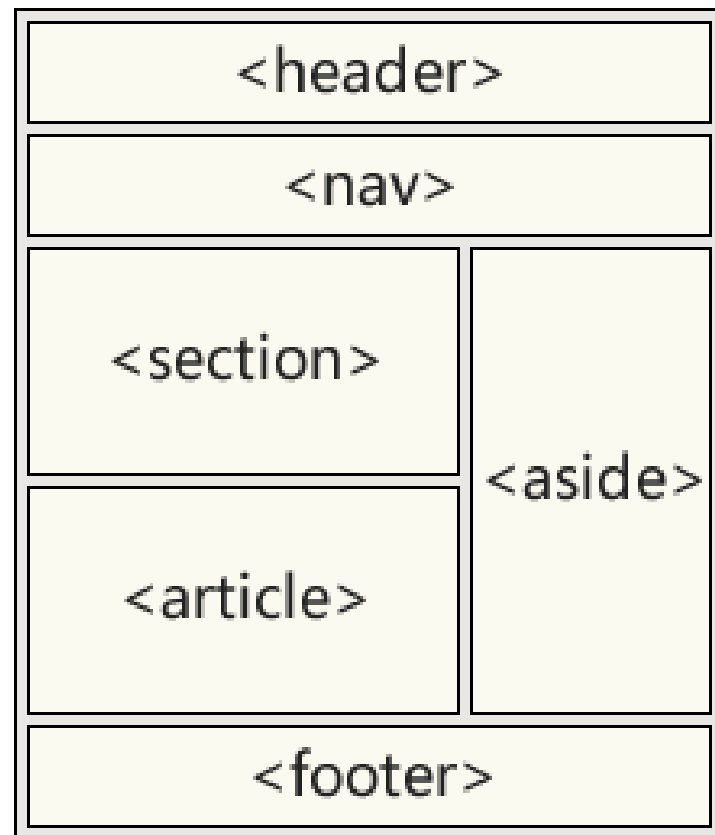 <header>
<nav>
<section>
<aside>
<article>
<footer>